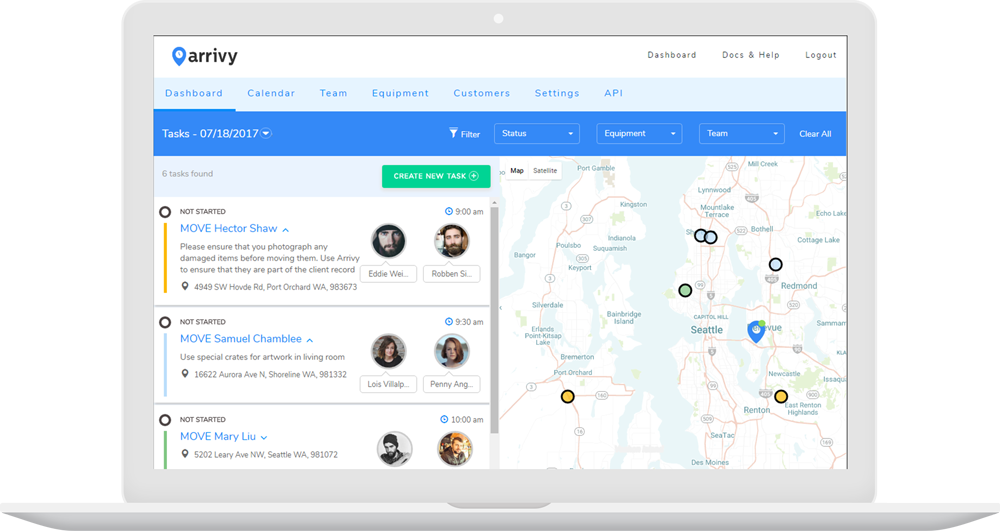 arrivy
Dashboard Docs & Help Logout
Dashboard Calendar Team Equipment Customers Settings API
Tasks - 07/18/2017
Filter
Status
Equipment
Team
Clear All
6 tasks found
CREATE NEW TASK
NOT STARTED
9:00 am
MOVE Hector Shaw
Please ensure that you photograph any
damaged items before moving them. Use Arrivy
to ensure that they are part of the client record
Eddie Wei...
Robben Si...
4949 SW Hovde Rd, Port Orchard WA, 983673
NOT STARTED
9:30 am
MOVE Samuel Chamblee
Use special crates for artwork in living room
16622 Aurora Ave N, Shoreline WA, 981332
Lois Villalp...
Penny Ang...
NOT STARTED
10:00 am
MOVE Mary Liu
5202 Leary Ave NW, Seattle WA, 981072
Map
Satellite
Port Gamble
Mill Creek
Lynnwood
Kingston
Mountlake
Terrace
Echo Lake
Bothell
Indianola
Poulsbo
Suquamish
Cottage Lake
Bangor
Keyport
Redmond
Silverdale
Bainbridge
Island
CAPITOL HILL
Seattle
Sammam
Erlands
Point-Kitsap
Lake
Bremerton
Port Orchard
Newcastle
Issaqu
East Renton
Highlands
Renton
SeaTac
Des Moines